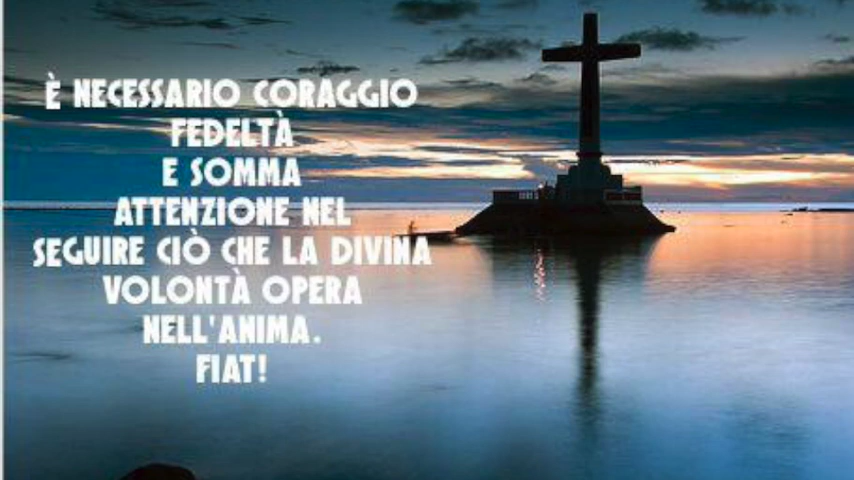 È NECESSARIO CORAGGIO
FEDELTÀ
E SOMMA
ATTENZIONE NEL
SEGUIRE CIÒ CHE LA DIVINA
VOLONTÀ OPERA
NELL'ANIMA.
FIAT!